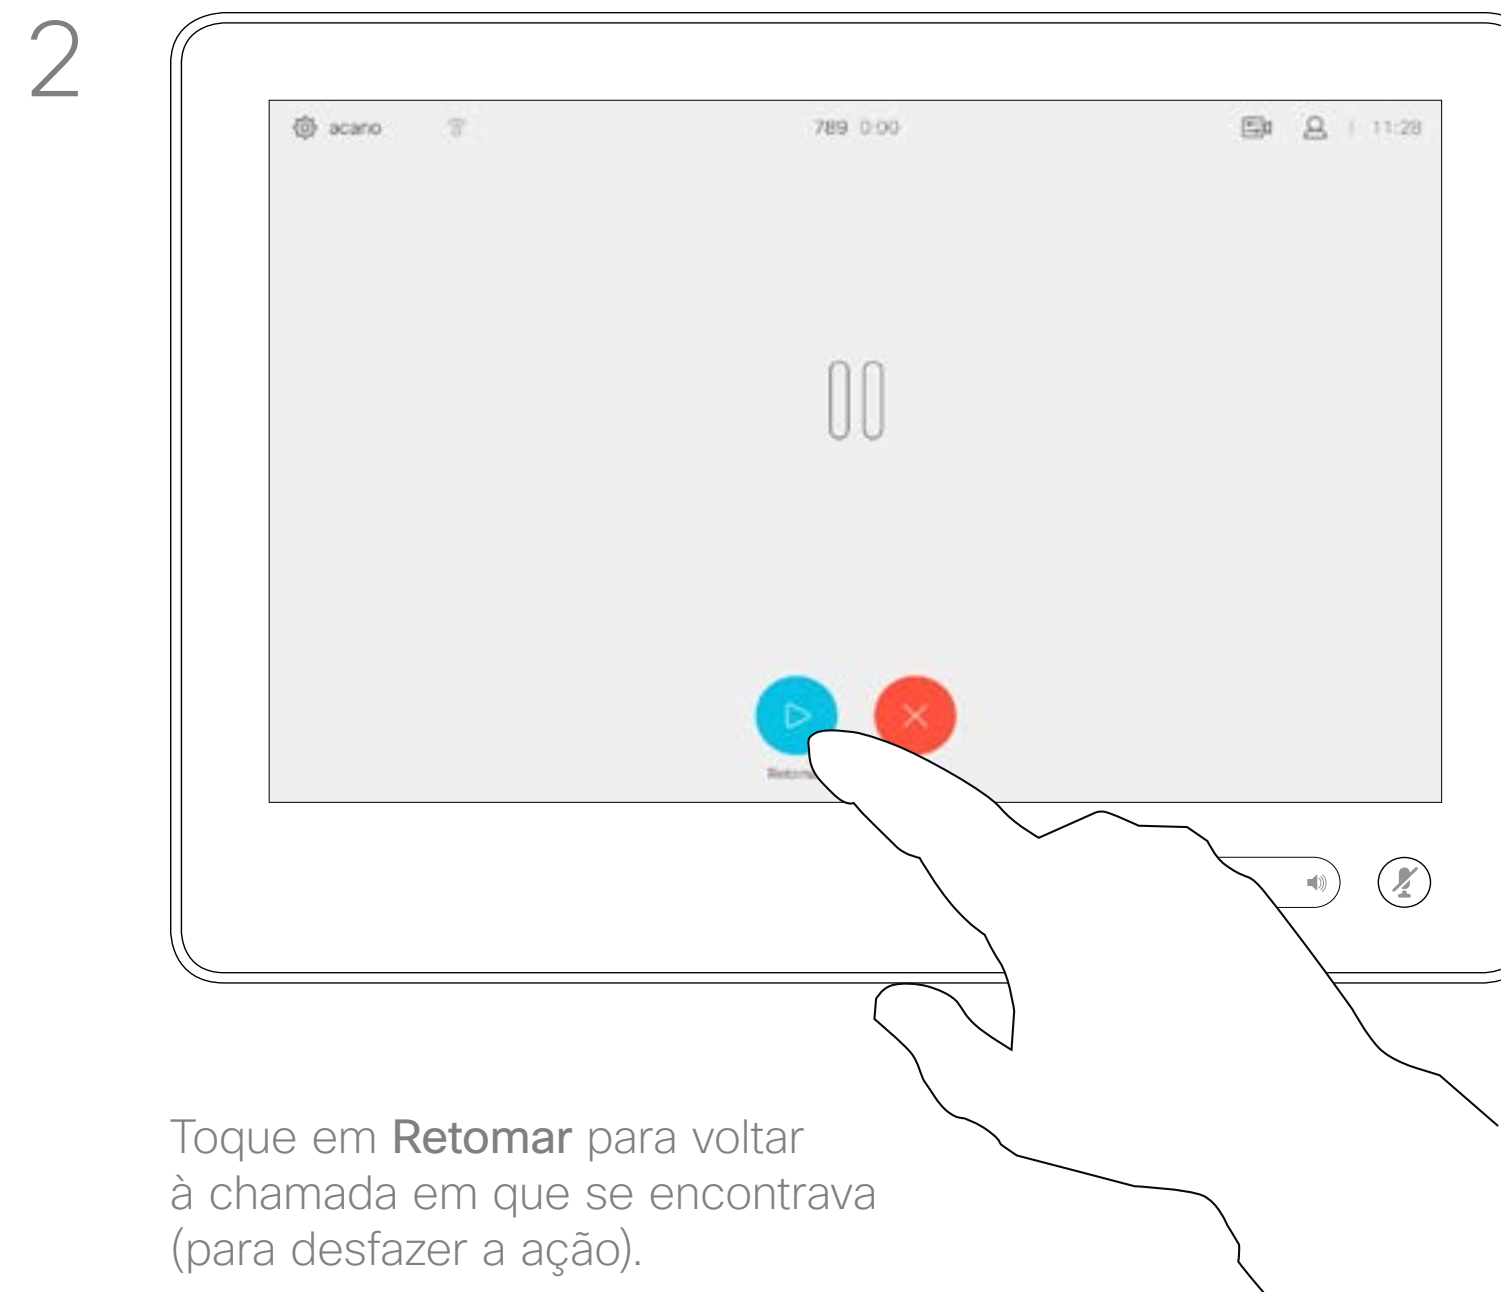 2
acano
789 0:00
11:28
Toque em Retomar para voltar
à chamada em que se encontrava
(para desfazer a ação).